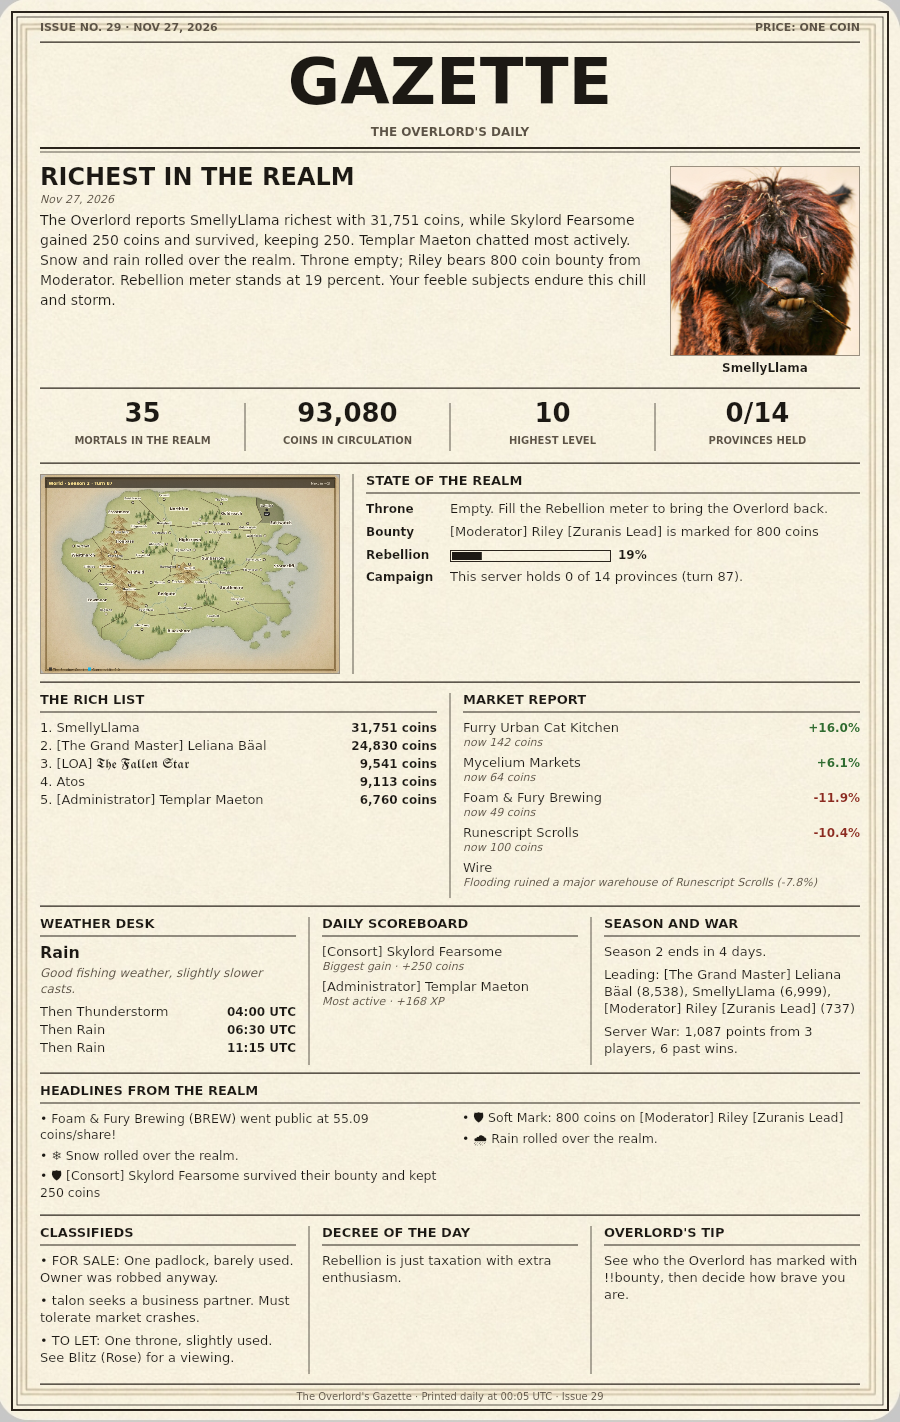 ISSUE NO. 29 · NOV 27, 2026
PRICE: ONE COIN
GAZETTE
THE OVERLORD'S DAILY
RICHEST IN THE REALM
Nov 27, 2026
The Overlord reports SmellyLlama richest with 31,751 coins, while Skylord Fearsome
gained 250 coins and survived, keeping 250. Templar Maeton chatted most actively.
Snow and rain rolled over the realm. Throne empty; Riley bears 800 coin bounty from
Moderator. Rebellion meter stands at 19 percent. Your feeble subjects endure this chill
and storm.
SmellyLlama
35
MORTALS IN THE REALM
93,080
COINS IN CIRCULATION
10
HIGHEST LEVEL
0/14
PROVINCES HELD
World · Season 2 · Turn 87
STATE OF THE REALM
Throne Empty. Fill the Rebellion meter to bring the Overlord back.
Bounty [Moderator] Riley [Zuranis Lead] is marked for 800 coins
Rebellion 19%
Campaign This server holds 0 of 14 provinces (turn 87).
THE RICH LIST
1. SmellyLlama 31,751 coins
2. [The Grand Master] Leliana Bäal 24,830 coins
3. [LOA] 𝕿𝖍𝖊 𝕱𝖆𝖑𝖑𝖊𝖓 𝕾𝖙𝖆𝖗 9,541 coins
4. Atos 9,113 coins
5. [Administrator] Templar Maeton 6,760 coins
MARKET REPORT
Furry Urban Cat Kitchen +16.0%
now 142 coins
Mycelium Markets +6.1%
now 64 coins
Foam & Fury Brewing -11.9%
now 49 coins
Runescript Scrolls -10.4%
now 100 coins
Wire
Flooding ruined a major warehouse of Runescript Scrolls (-7.8%)
WEATHER DESK
Rain
Good fishing weather, slightly slower
casts.
Then Thunderstorm 04:00 UTC
Then Rain 06:30 UTC
Then Rain 11:15 UTC
DAILY SCOREBOARD
[Consort] Skylord Fearsome
Biggest gain · +250 coins
[Administrator] Templar Maeton
Most active · +168 XP
SEASON AND WAR
Season 2 ends in 4 days.
Leading: [The Grand Master] Leliana
Bäal (8,538), SmellyLlama (6,999),
[Moderator] Riley [Zuranis Lead] (737)
Server War: 1,087 points from 3
players, 6 past wins.
HEADLINES FROM THE REALM
• Foam & Fury Brewing (BREW) went public at 55.09
coins/share!
• ❄ Snow rolled over the realm.
• 🛡 [Consort] Skylord Fearsome survived their bounty and kept
250 coins
• 🛡 Soft Mark: 800 coins on [Moderator] Riley [Zuranis Lead]
• 🌧 Rain rolled over the realm.
CLASSIFIEDS
• FOR SALE: One padlock, barely used.
Owner was robbed anyway.
• talon seeks a business partner. Must
tolerate market crashes.
• TO LET: One throne, slightly used.
See Blitz (Rose) for a viewing.
DECREE OF THE DAY
Rebellion is just taxation with extra
enthusiasm.
OVERLORD'S TIP
See who the Overlord has marked with
!!bounty, then decide how brave you
are.
The Overlord's Gazette · Printed daily at 00:05 UTC · Issue 29